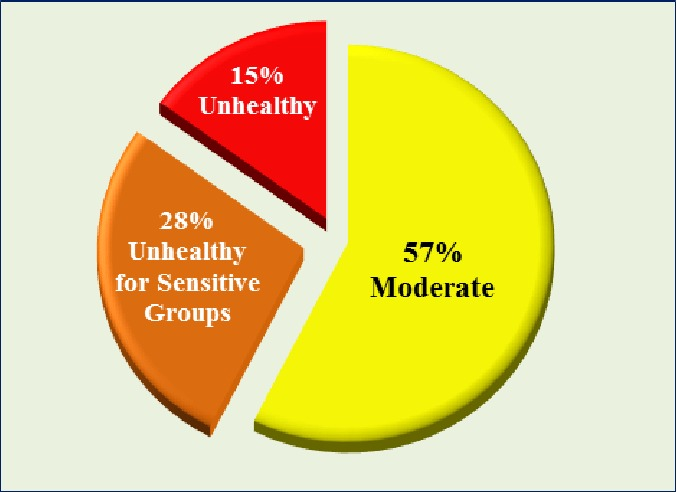 15%
Unhealthy
28%
Unhealthy
for Sensitive
Groups
57%
Moderate